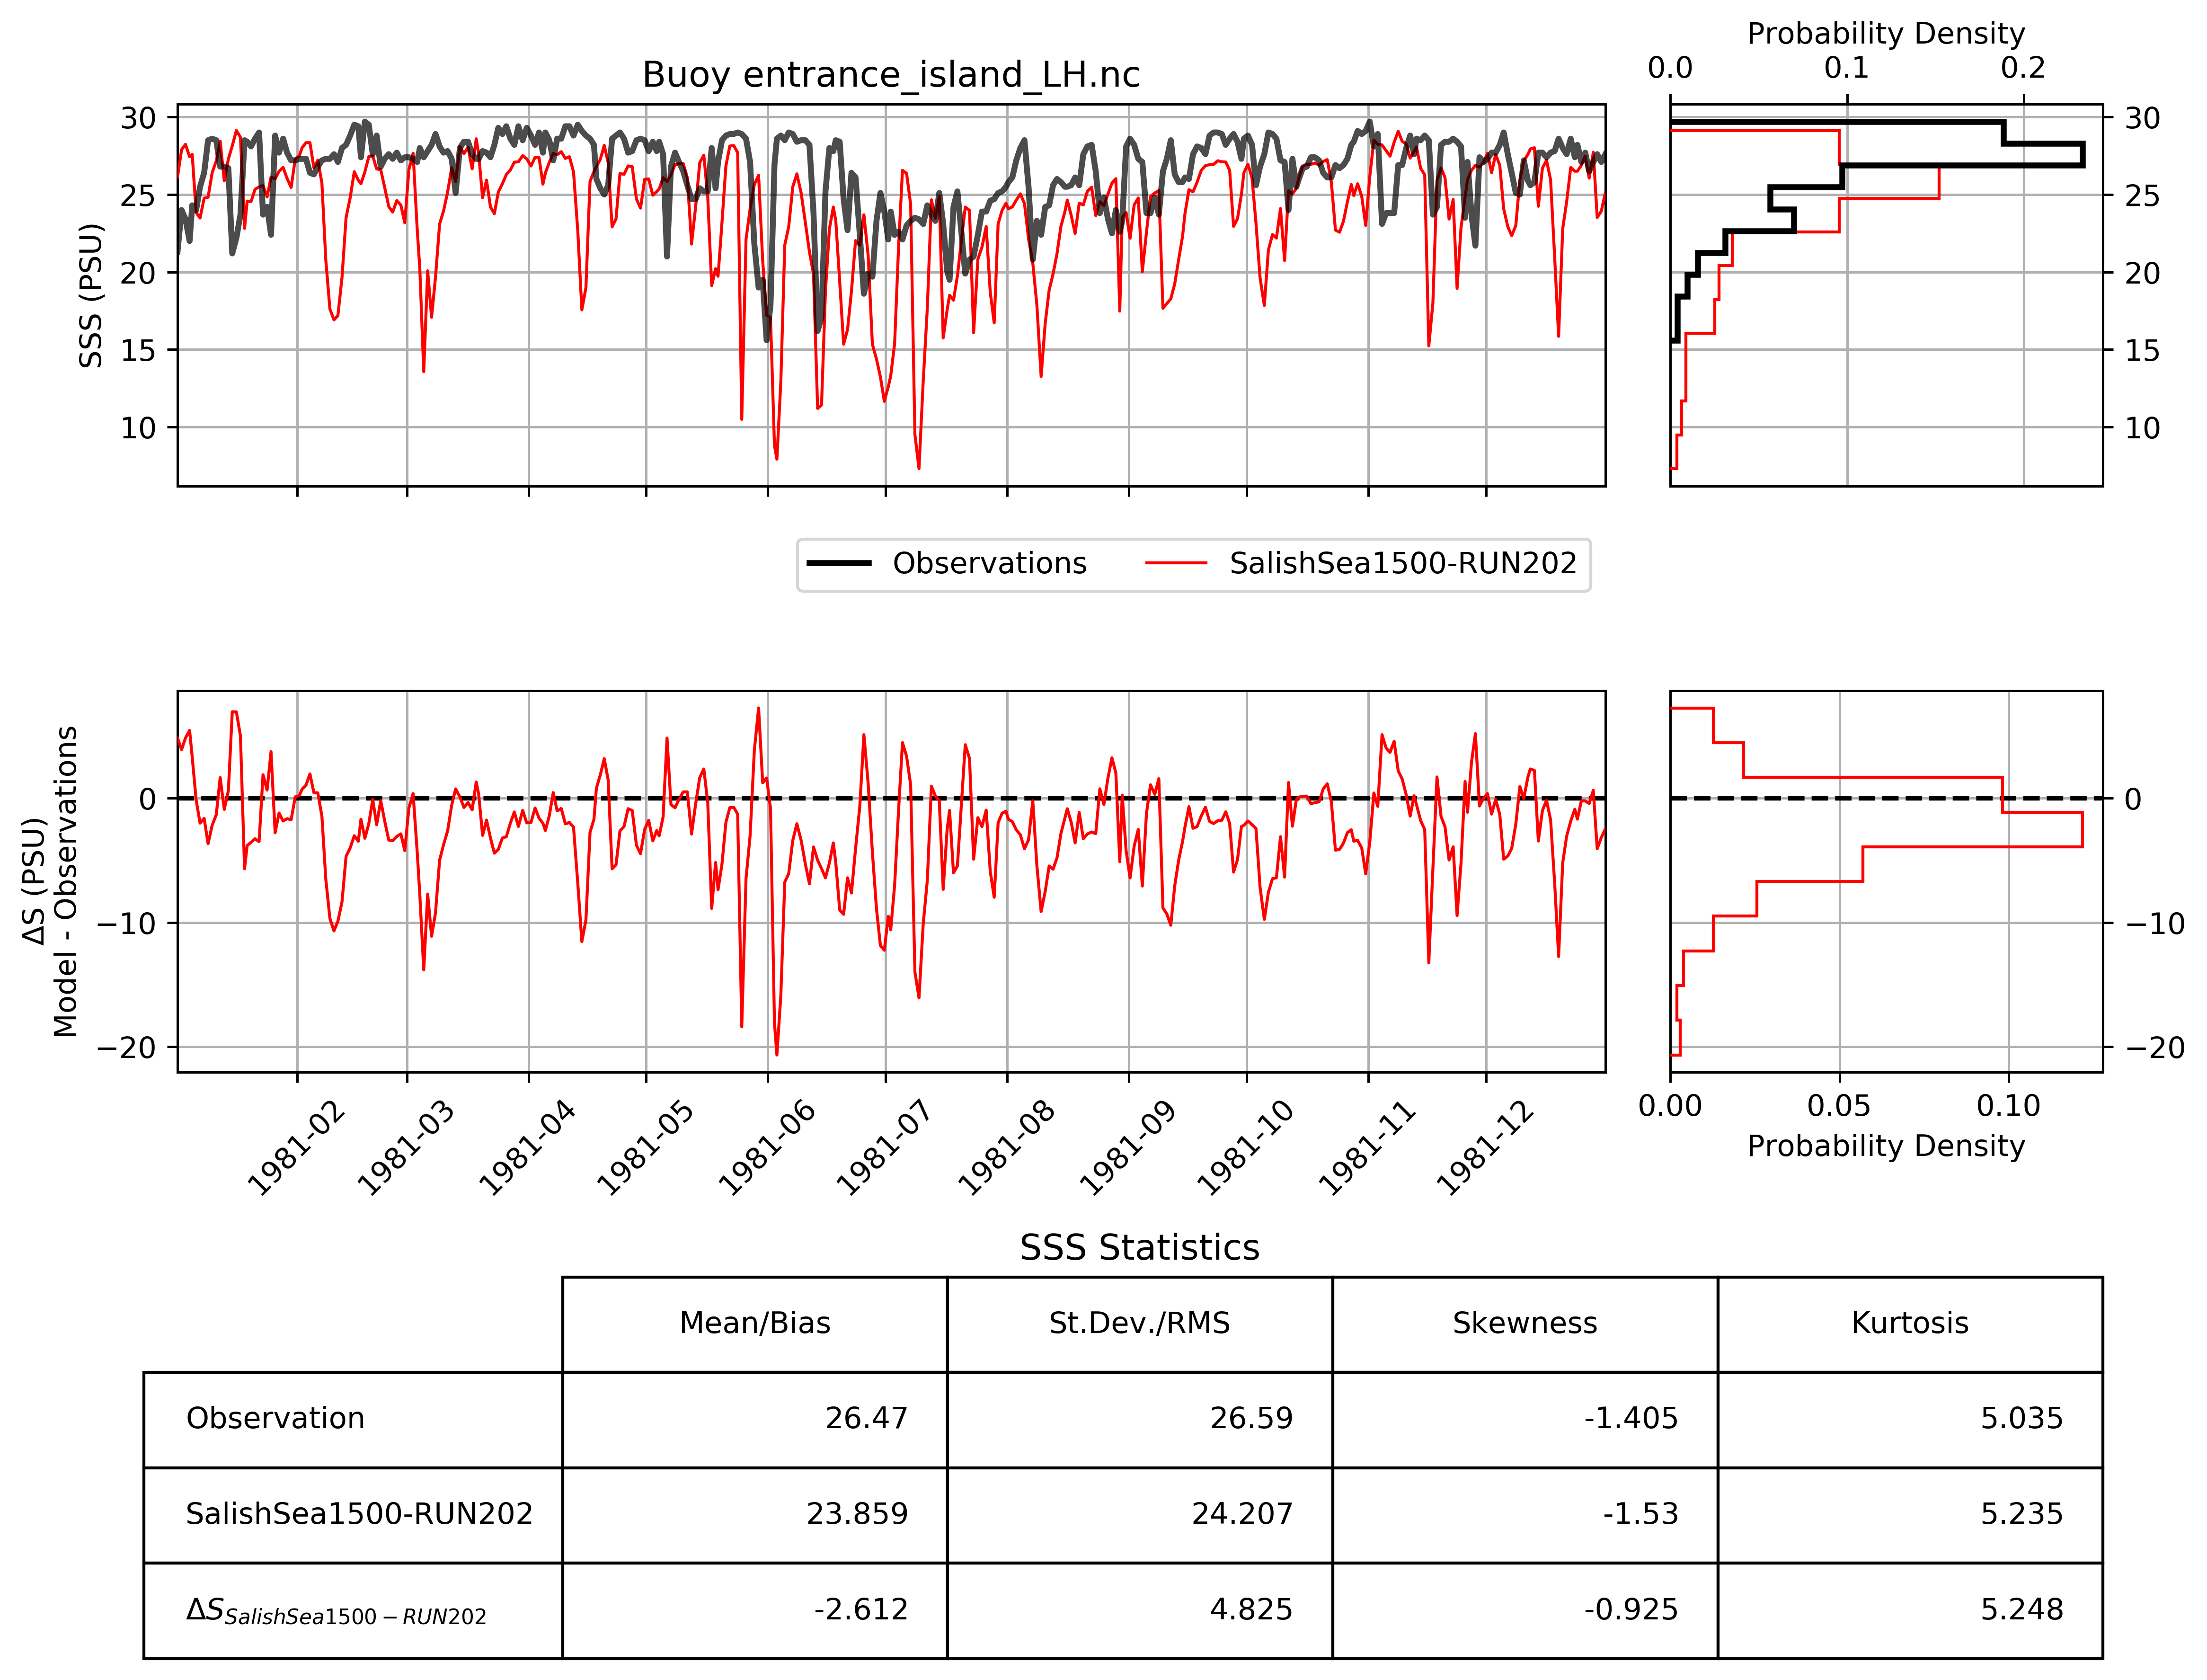 Probability Density
0.0 0.1 0.2
Buoy entrance_island_LH.nc
30
25
20
15
10
SSS (PSU)
30
25
20
15
10
Observations SalishSea1500-RUN202
0
−10
−20
ΔS (PSU)
Model - Observations
0
−10
−20
1981-02 1981-03 1981-04 1981-05 1981-06 1981-07 1981-08 1981-09 1981-10 1981-11 1981-12
0.00 0.05 0.10
Probability Density
SSS Statistics
Mean/Bias St.Dev./RMS Skewness Kurtosis
Observation 26.47 26.59 -1.405 5.035
SalishSea1500-RUN202 23.859 24.207 -1.53 5.235
ΔS SalishSea1500−RUN202 -2.612 4.825 -0.925 5.248